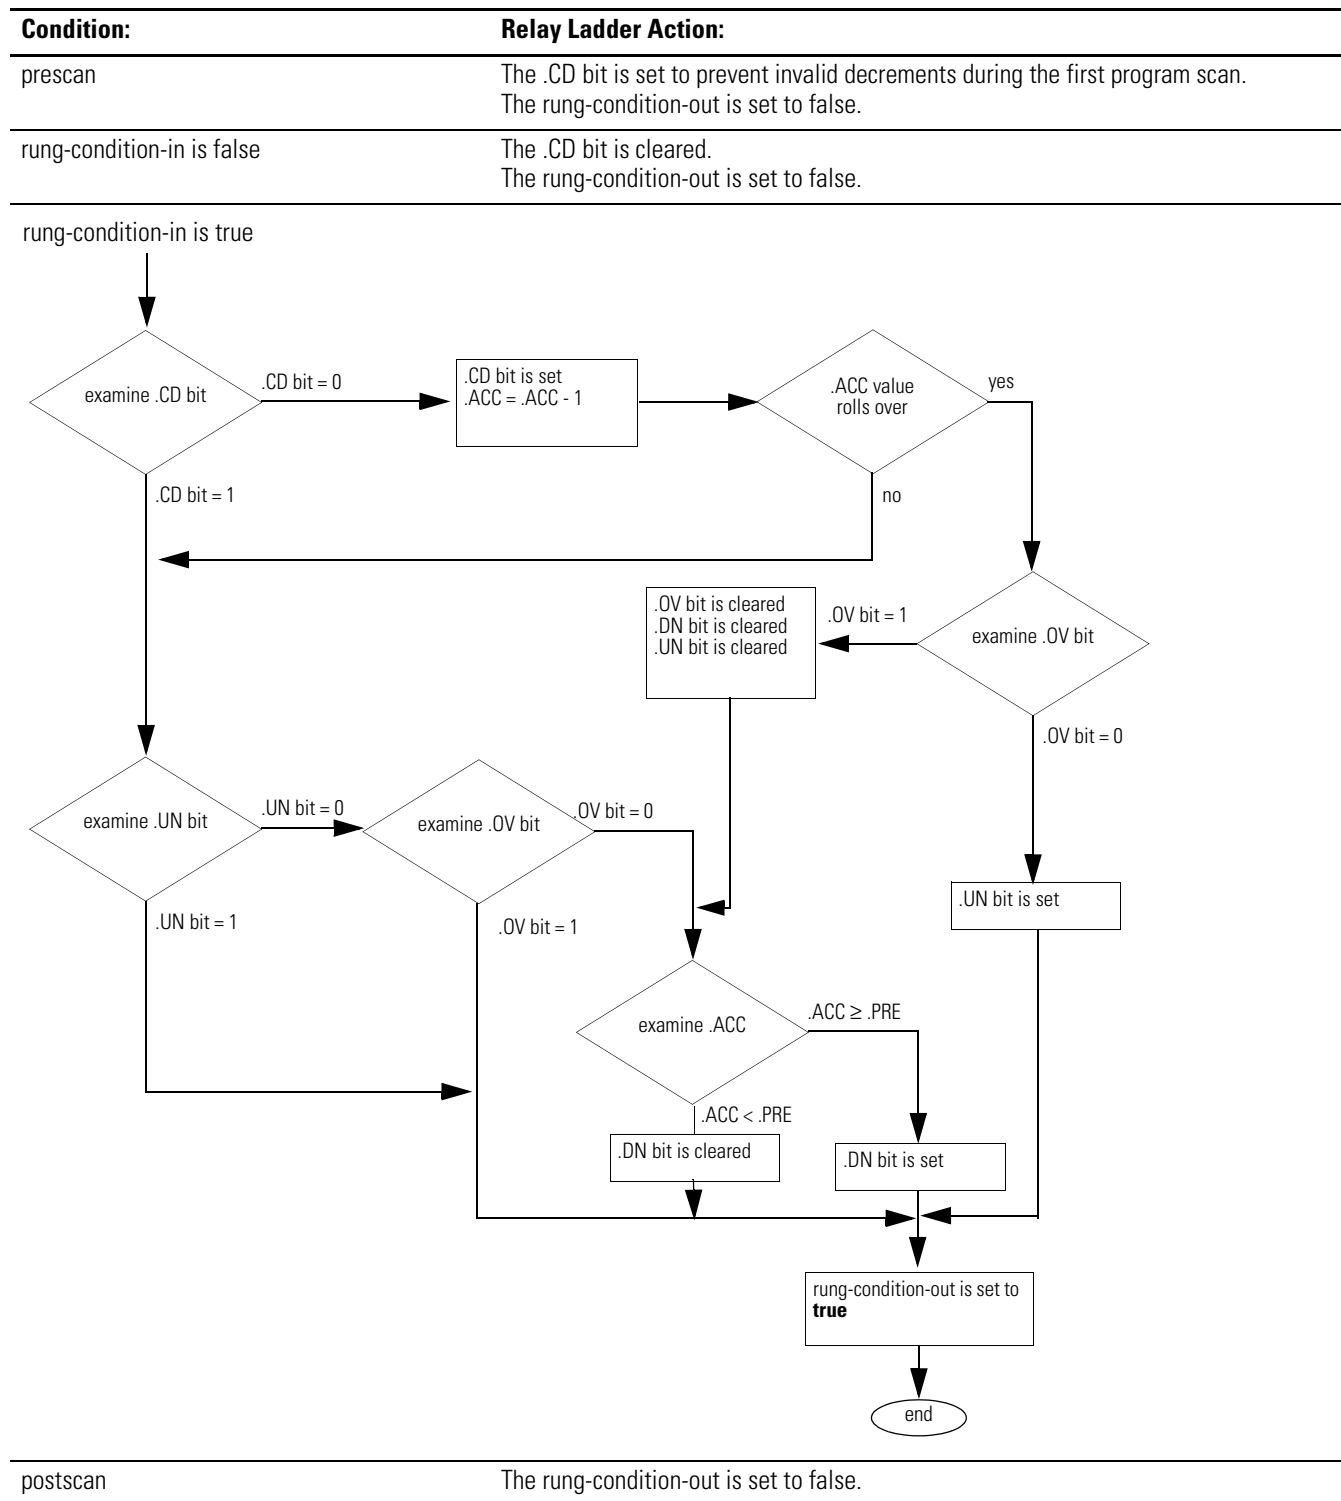 Condition:
Relay Ladder Action:
prescan
The .CD bit is set to prevent invalid decrements during the first program scan.
The rung-condition-out is set to false.
rung-condition-in is false
The .CD bit is cleared.
The rung-condition-out is set to false.
rung-condition-in is true
examine .CD bit
.CD bit = 0
.CD bit is set
.ACC = .ACC - 1
.ACC value
rolls over
yes
.CD bit = 1
no
.OV bit is cleared
.DN bit is cleared
.UN bit is cleared
.OV bit = 1
examine .OV bit
.OV bit = 0
examine .UN bit
.UN bit = 0
examine .OV bit
.OV bit = 0
.UN bit is set
.UN bit = 1
.OV bit = 1
examine .ACC
.ACC ≥ .PRE
.ACC < .PRE
.DN bit is cleared
.DN bit is set
rung-condition-out is set to
true
end
postscan
The rung-condition-out is set to false.